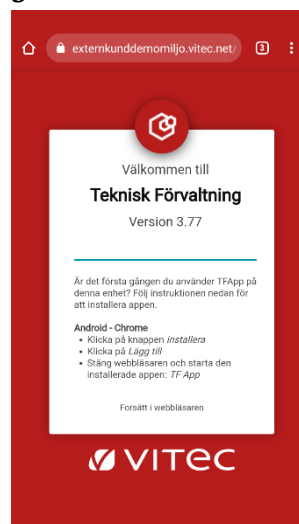 externkunddemomiljo.vitec.net/
3
Välkommen till
Teknisk Förvaltning
Version 3.77
Är det första gången du använder TFApp på
denna enhet? Följ instruktionen nedan för
att installera appen.
Android - Chrome
• Klicka på knappen Installera
• Klicka på Lägg till
• Stäng webbläsaren och starta den
installerade appen: TF App
Forsätt i webbläsaren
vitec